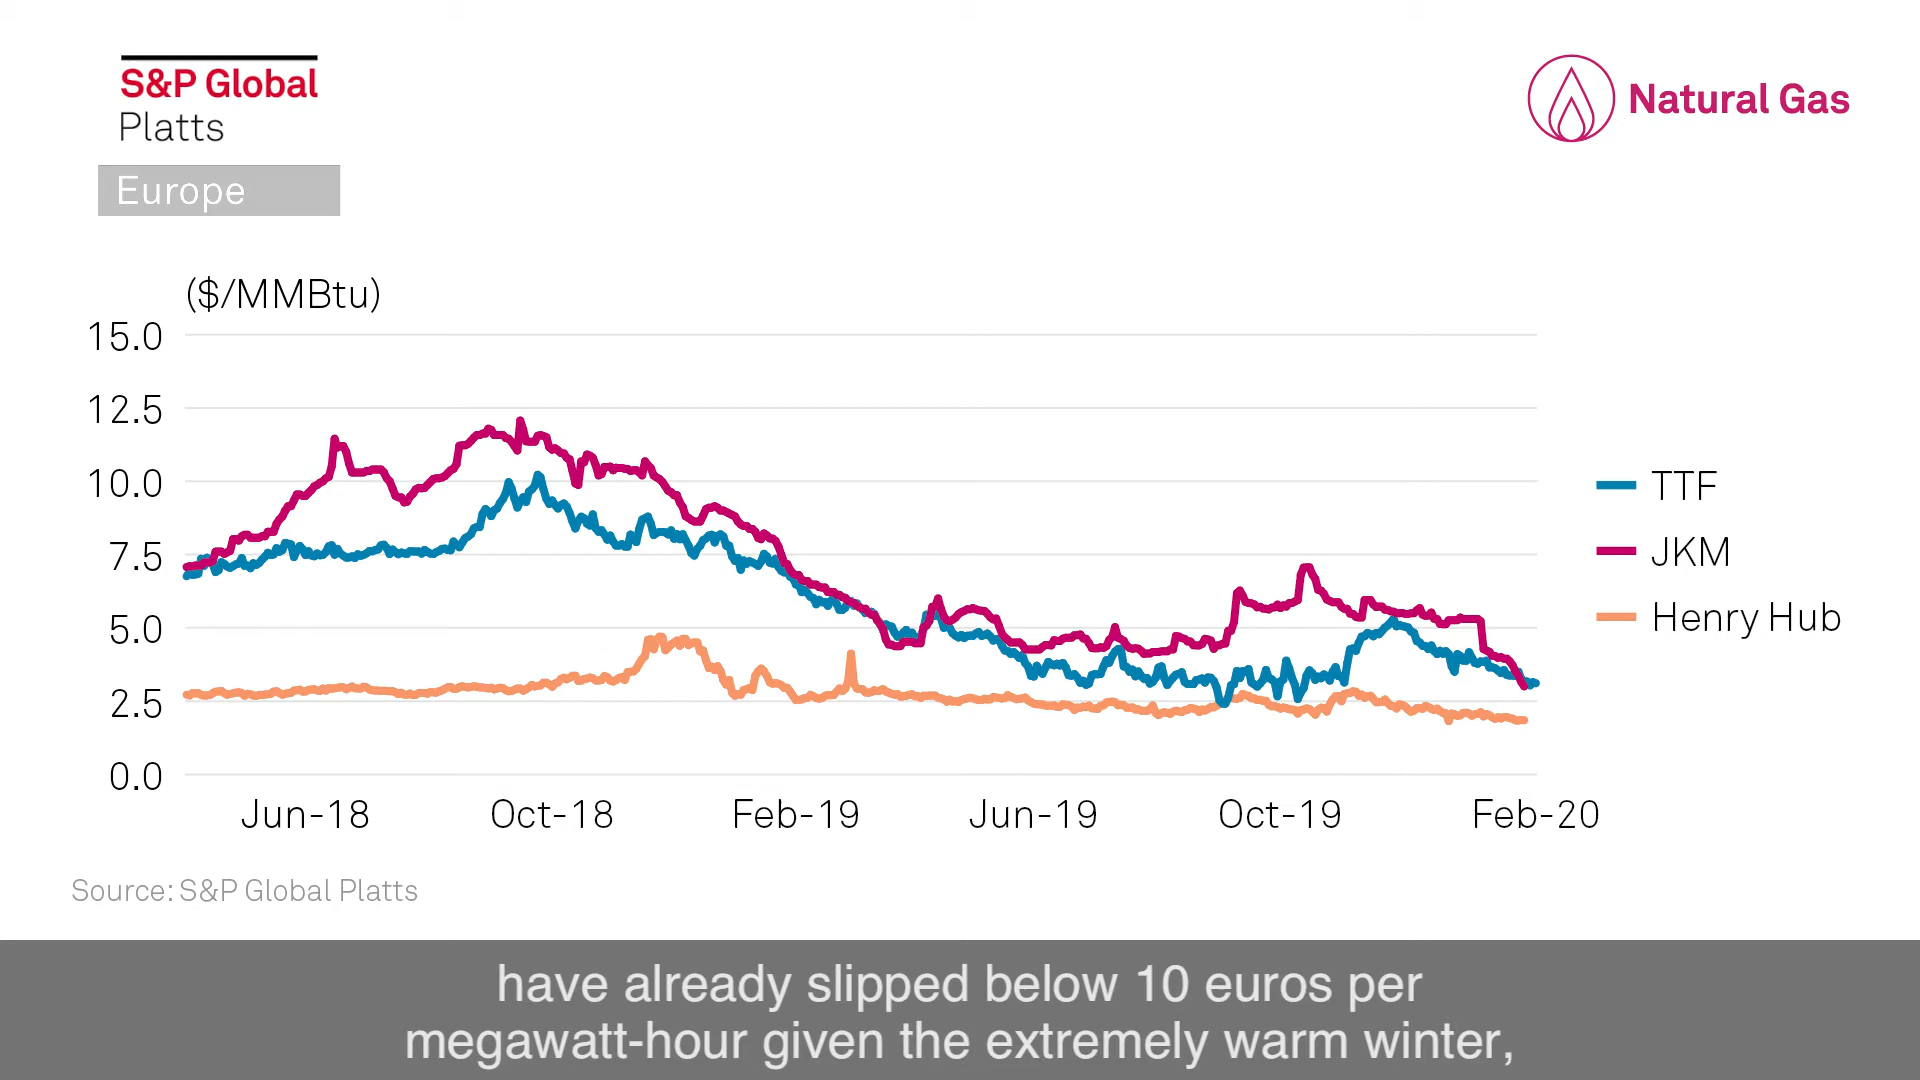 S&P Global
Platts
Natural Gas
Europe
($/MMBtu)
15.0
12.5
10.0
7.5
5.0
2.5
0.0
Jun-18
Oct-18
Feb-19
Jun-19
Oct-19
Feb-20
TTF
JKM
Henry Hub
Source: S&P Global Platts
have already slipped below 10 euros per
megawatt-hour given the extremely warm winter,